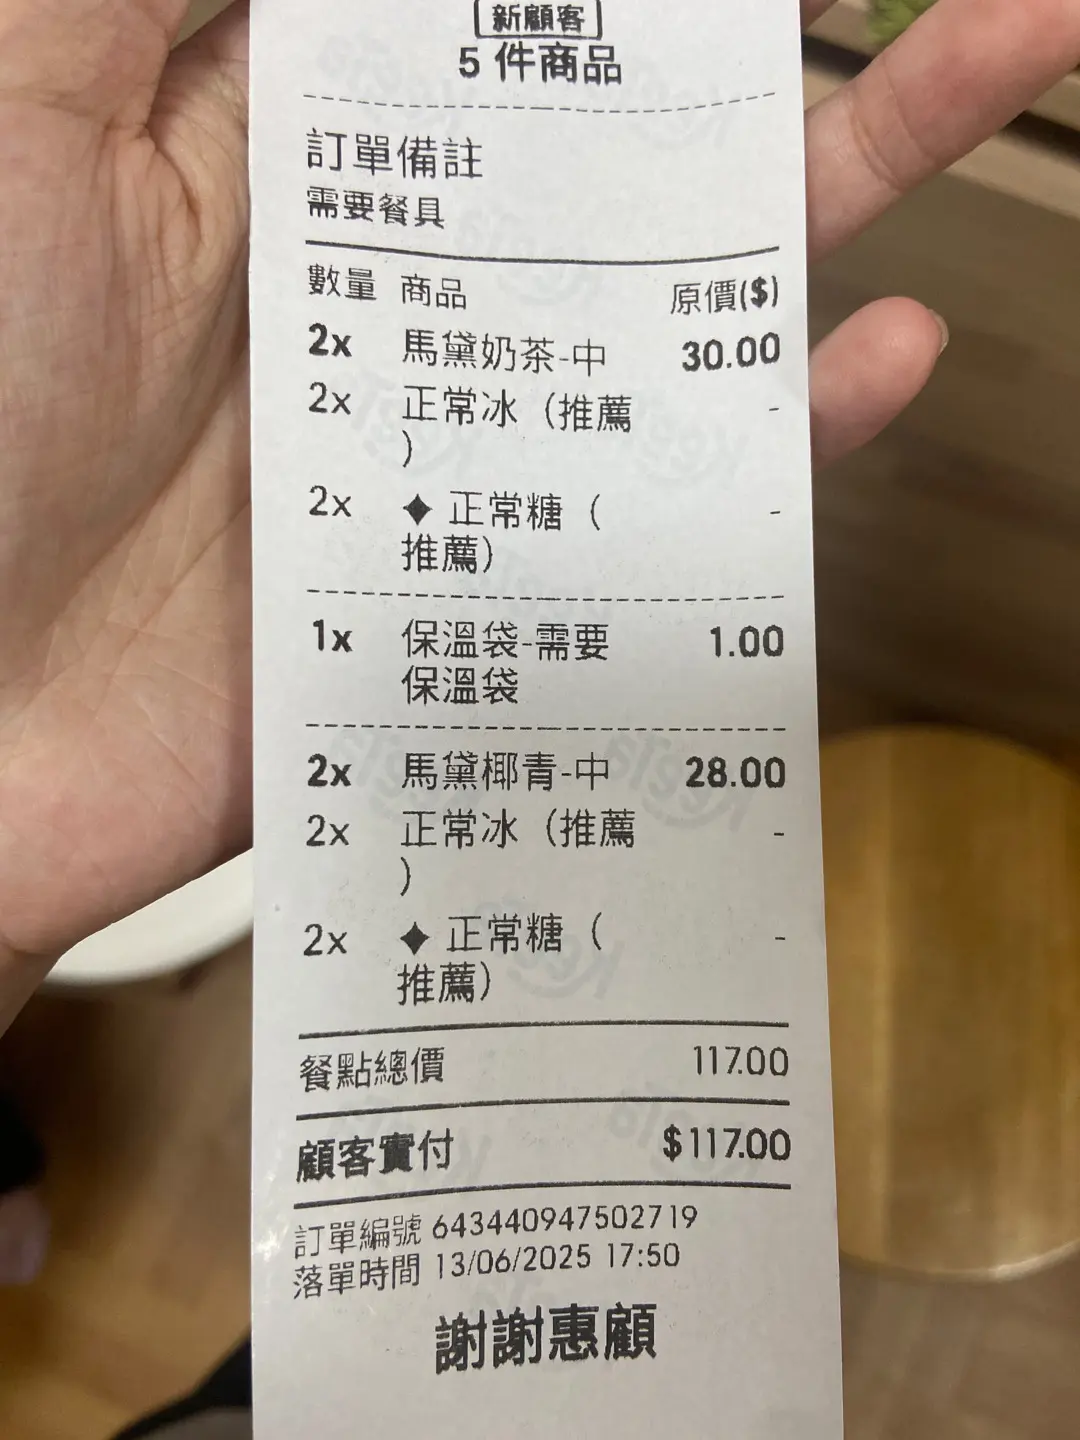 新顧客
5 件商品
訂單備註
需要餐具
數量 商品 原價($)
2x 馬黛奶茶-中 30.00
2x 正常冰（推薦 -
）
2x ◆ 正常糖（ -
推薦）
1x 保溫袋-需要 1.00
保溫袋
2x 馬黛椰青-中 28.00
2x 正常冰（推薦 -
）
2x ◆ 正常糖（ -
推薦）
餐點總價 117.00
顧客實付 $117.00
訂單編號 643440947502719
落單時間 13/06/2025 17:50
謝謝惠顧